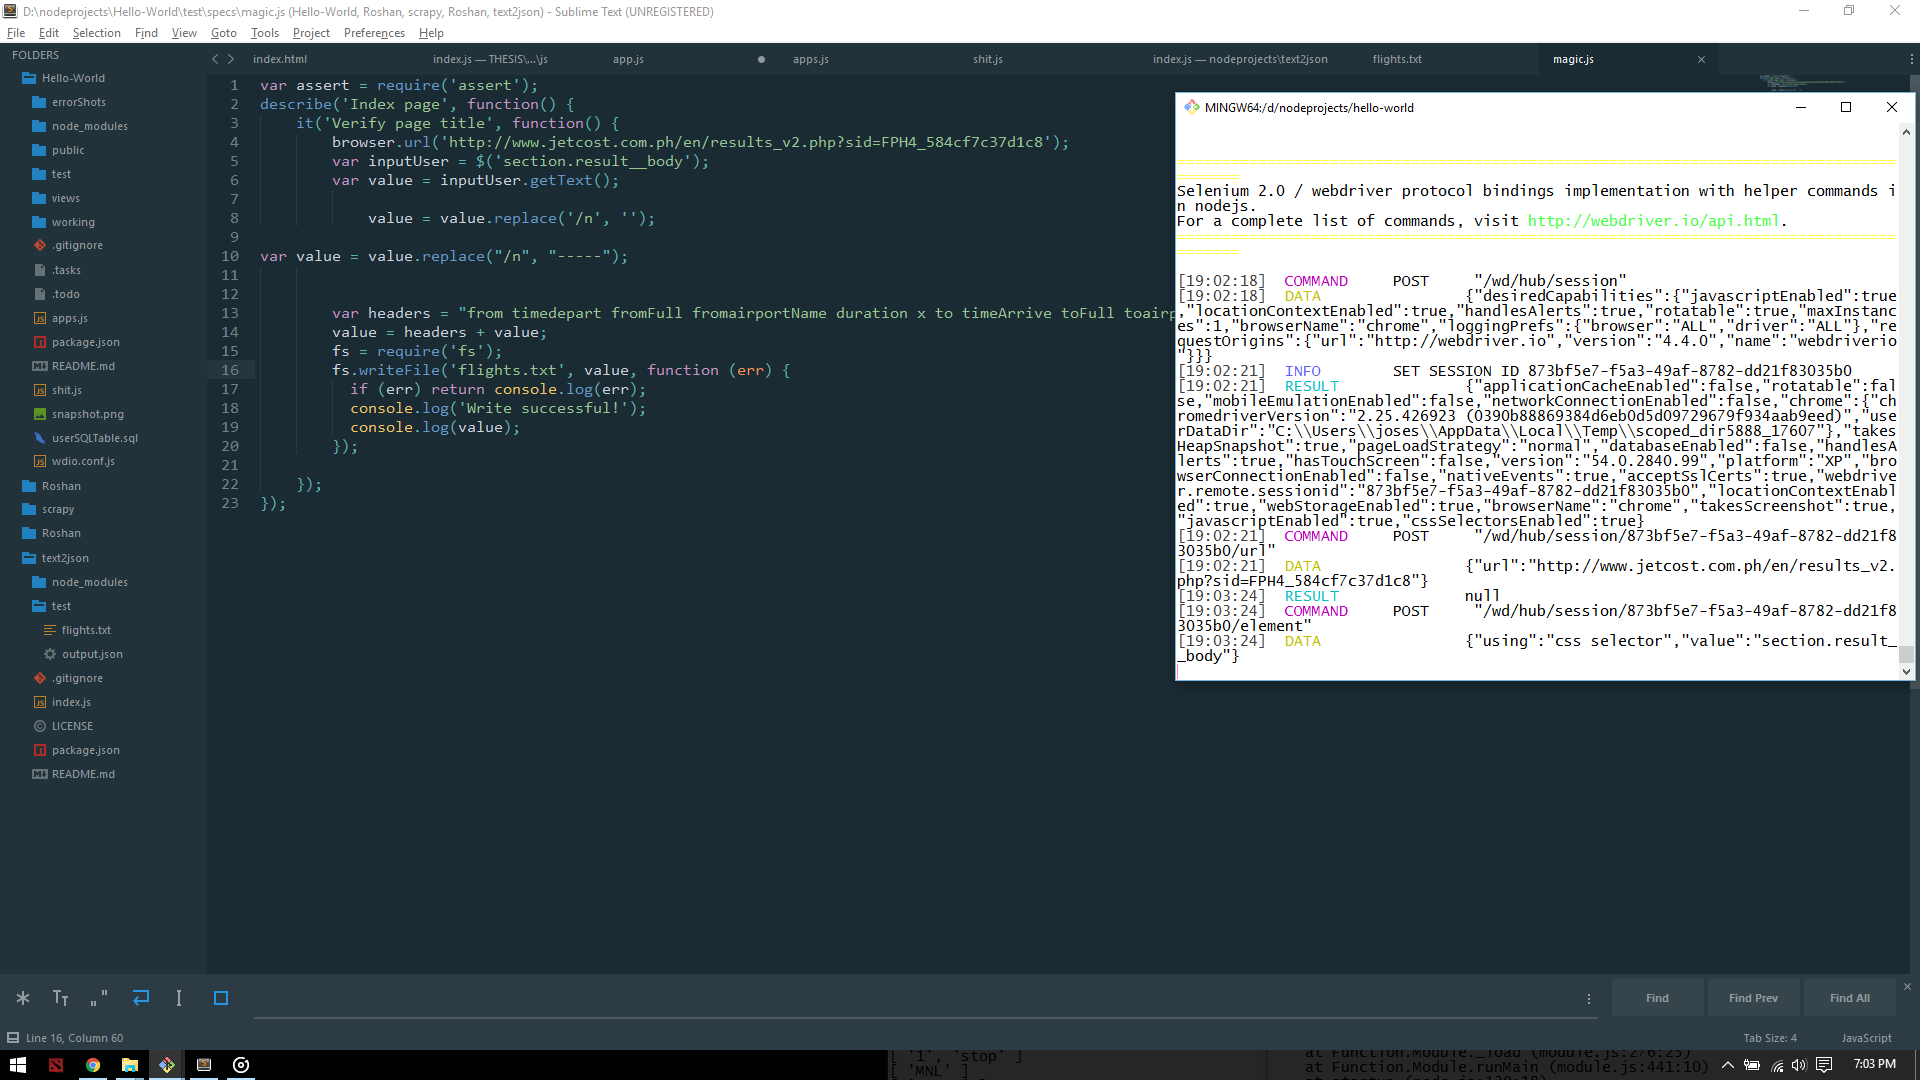 D:\nodeprojects\Hello-World\test\specs\magic.js (Hello-World, Roshan, scrapy, Roshan, text2json) - Sublime Text (UNREGISTERED)
File Edit Selection Find View Goto Tools Project Preferences Help
FOLDERS
Hello-World
errorShots
node_modules
public
test
views
working
.gitignore
.tasks
.todo
apps.js
package.json
README.md
shit.js
snapshot.png
userSQLTable.sql
wdio.conf.js
Roshan
scrapy
Roshan
text2json
node_modules
test
flights.txt
output.json
.gitignore
index.js
LICENSE
package.json
README.md
index.html index.js — THESIS\...\js app.js apps.js shit.js index.js — nodeprojects\text2json flights.txt magic.js
1 var assert = require('assert');
2 describe('Index page', function() {
3 it('Verify page title', function() {
4 browser.url('http://www.jetcost.com.ph/en/results_v2.php?sid=FPH4_584cf7c37d1c8');
5 var inputUser = $('section.result__body');
6 var value = inputUser.getText();
7
8 value = value.replace('/n', '');
9
10 var value = value.replace("/n", "-----");
11
12
13 var headers = "from timedepart fromFull fromairportName duration x to timeArrive toFull toairp
14 value = headers + value;
15 fs = require('fs');
16 fs.writeFile('flights.txt', value, function (err) {
17 if (err) return console.log(err);
18 console.log('Write successful!');
19 console.log(value);
20 });
21
22 });
23 });
MINGW64:/d/nodeprojects/hello-world
================================================================================
=======
Selenium 2.0 / webdriver protocol bindings implementation with helper commands i
n nodejs.
For a complete list of commands, visit http://webdriver.io/api.html.
================================================================================
=======
[19:02:18] COMMAND POST "/wd/hub/session"
[19:02:18] DATA {"desiredCapabilities":{"javascriptEnabled":true
,"locationContextEnabled":true,"handlesAlerts":true,"rotatable":true,"maxInstanc
es":1,"browserName":"chrome","loggingPrefs":{"browser":"ALL","driver":"ALL"},"re
questOrigins":{"url":"http://webdriver.io","version":"4.4.0","name":"webdriverio
"}}}
[19:02:21] INFO SET SESSION ID 873bf5e7-f5a3-49af-8782-dd21f83035b0
[19:02:21] RESULT {"applicationCacheEnabled":false,"rotatable":fal
se,"mobileEmulationEnabled":false,"networkConnectionEnabled":false,"chrome":{"ch
romedriverVersion":"2.25.426923 (0390b88869384d6eb0d5d09729679f934aab9eed)","use
rDataDir":"C:\\Users\\joses\\AppData\\Local\\Temp\\scoped_dir5888_17607"},"takes
HeapSnapshot":true,"pageLoadStrategy":"normal","databaseEnabled":false,"handlesA
lerts":true,"hasTouchScreen":false,"version":"54.0.2840.99","platform":"XP","bro
wserConnectionEnabled":false,"nativeEvents":true,"acceptSslCerts":true,"webdrive
r.remote.sessionid":"873bf5e7-f5a3-49af-8782-dd21f83035b0","locationContextEnabl
ed":true,"webStorageEnabled":true,"browserName":"chrome","takesScreenshot":true,
"javascriptEnabled":true,"cssSelectorsEnabled":true}
[19:02:21] COMMAND POST "/wd/hub/session/873bf5e7-f5a3-49af-8782-dd21f8
3035b0/url"
[19:02:21] DATA {"url":"http://www.jetcost.com.ph/en/results_v2.
php?sid=FPH4_584cf7c37d1c8"}
[19:03:24] RESULT null
[19:03:24] COMMAND POST "/wd/hub/session/873bf5e7-f5a3-49af-8782-dd21f8
3035b0/element"
[19:03:24] DATA {"using":"css selector","value":"section.result_
_body"}
Find Find Prev Find All
Line 16, Column 60 Tab Size: 4 JavaScript
[ '1', 'stop' ]
[ 'MNL' ]
at Function.Module._load (module.js:276:25)
at Function.Module.runMain (module.js:441:10)
7:03 PM